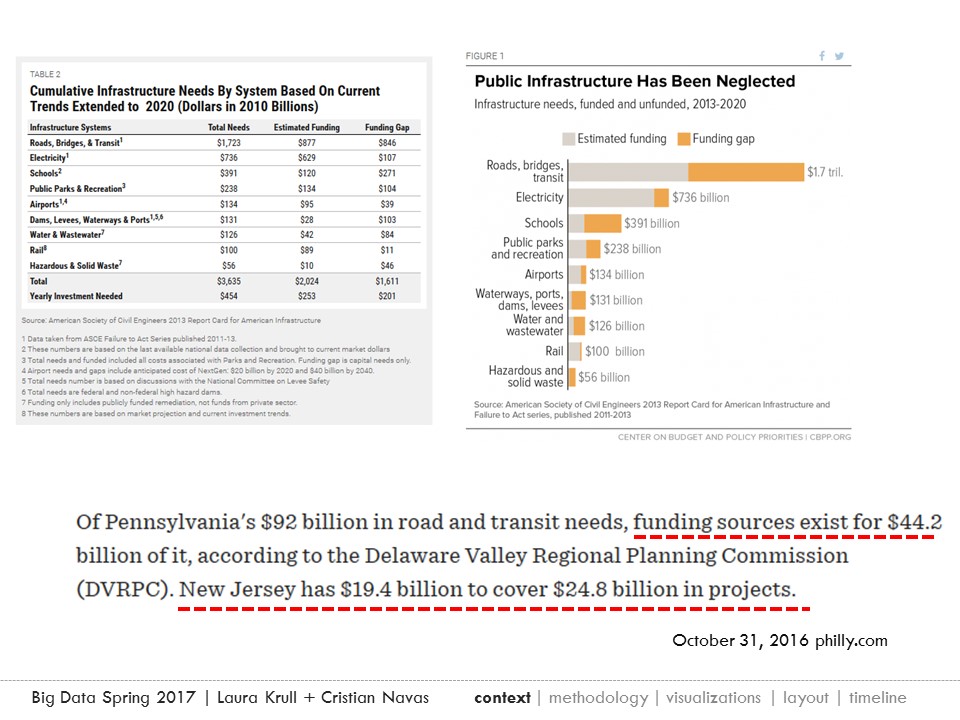 TABLE 2
Cumulative Infrastructure Needs By System Based On Current
Trends Extended to 2020 (Dollars in 2010 Billions)
Infrastructure Systems Total Needs Estimated Funding Funding Gap
Roads, Bridges, & Transit1 $1,723 $877 $846
Electricity1 $736 $629 $107
Schools2 $391 $120 $271
Public Parks & Recreation3 $238 $134 $104
Airports1,4 $134 $95 $39
Dams, Levees, Waterways & Ports1,5,6 $131 $28 $103
Water & Wastewater7 $126 $42 $84
Rail8 $100 $89 $11
Hazardous & Solid Waste7 $56 $10 $46
Total $3,635 $2,024 $1,611
Yearly Investment Needed $454 $253 $201
Source: American Society of Civil Engineers 2013 Report Card for American Infrastructure
1 Data taken from ASCE Failure to Act Series published 2011-13.
2 These numbers are based on the last available national data collection and brought to current market dollars
3 Total needs and funded included all costs associated with Parks and Recreation. Funding gap is capital needs only.
4 Airport needs and gaps include anticipated cost of NextGen: $20 billion by 2020 and $40 billion by 2040.
5 Total needs number is based on discussions with the National Committee on Levee Safety
6 Total needs are federal and non-federal high hazard dams.
7 Funding only includes publicly funded remediation, not funds from private sector.
8 These numbers are based on market projection and current investment trends.
FIGURE 1
Public Infrastructure Has Been Neglected
Infrastructure needs, funded and unfunded, 2013-2020
Estimated funding Funding gap
Roads, bridges,
transit $1.7 tril.
Electricity $736 billion
Schools $391 billion
Public parks
and recreation $238 billion
Airports $134 billion
Waterways, ports,
dams, levees $131 billion
Water and
wastewater $126 billion
Rail $100 billion
Hazardous and
solid waste $56 billion
Source: American Society of Civil Engineers 2013 Report Card for American Infrastructure and
Failure to Act series, published 2011-2013
CENTER ON BUDGET AND POLICY PRIORITIES | CBPP.ORG
Of Pennsylvania's $92 billion in road and transit needs, funding sources exist for $44.2
billion of it, according to the Delaware Valley Regional Planning Commission
(DVRPC). New Jersey has $19.4 billion to cover $24.8 billion in projects.
October 31, 2016 philly.com
Big Data Spring 2017 | Laura Krull + Cristian Navas context | methodology | visualizations | layout | timeline